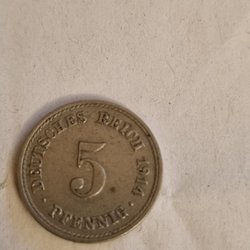 DEUTSCHES REICH 1914
5
· PFENNIG ·